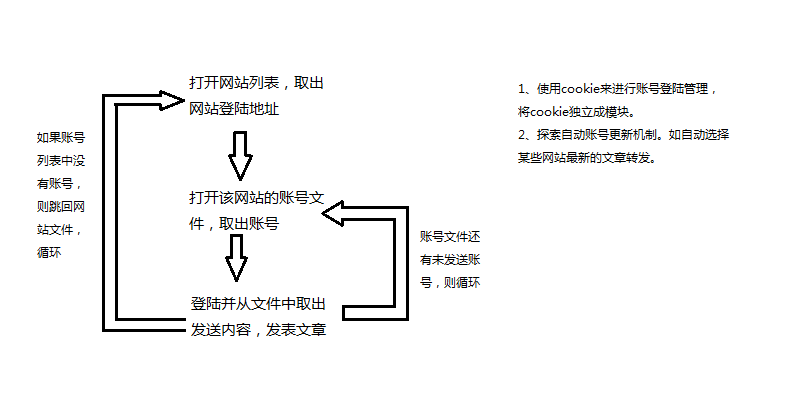 打开网站列表，取出
网站登陆地址
1、使用cookie来进行账号登陆管理，
将cookie独立成模块。
2、探索自动账号更新机制。如自动选择
某些网站最新的文章转发。
如果账号
列表中没
有账号，
则跳回网
站文件，
循环
打开该网站的账号文
件，取出账号
账号文件还
有未发送账
号，则循环
登陆并从文件中取出
发送内容，发表文章